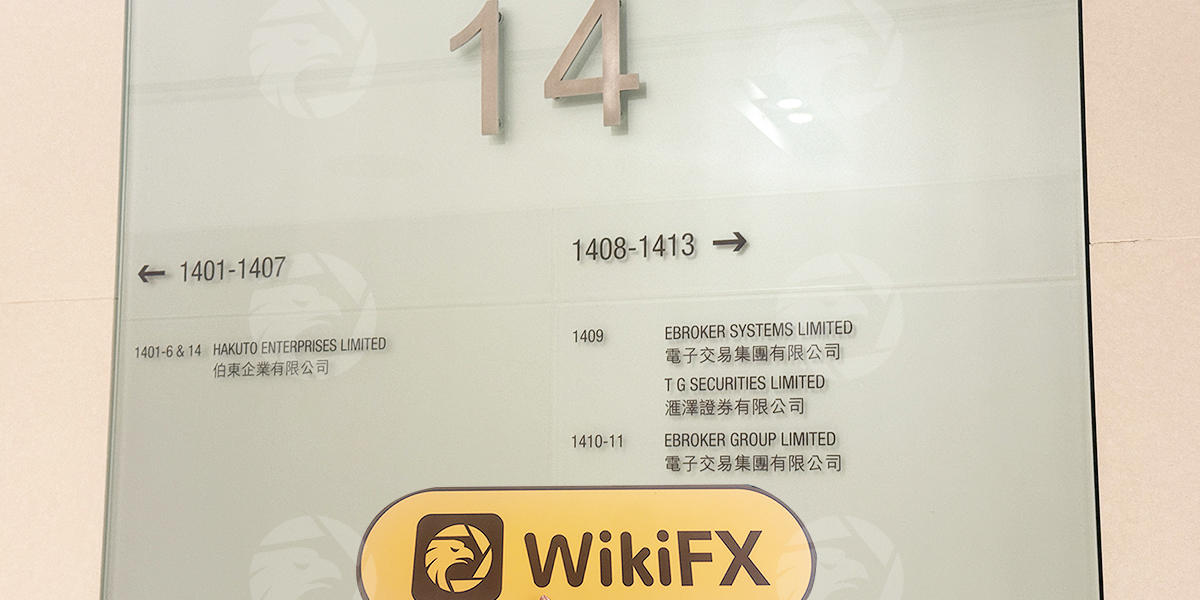 14
← 1401-1407
1401-6 & 14 HAKUTO ENTERPRISES LIMITED
伯東企業有限公司
1408-1413 →
1409 EBROKER SYSTEMS LIMITED
電子交易集團有限公司
T G SECURITIES LIMITED
滙澤證券有限公司
1410-11 EBROKER GROUP LIMITED
電子交易集團有限公司
WikiFX